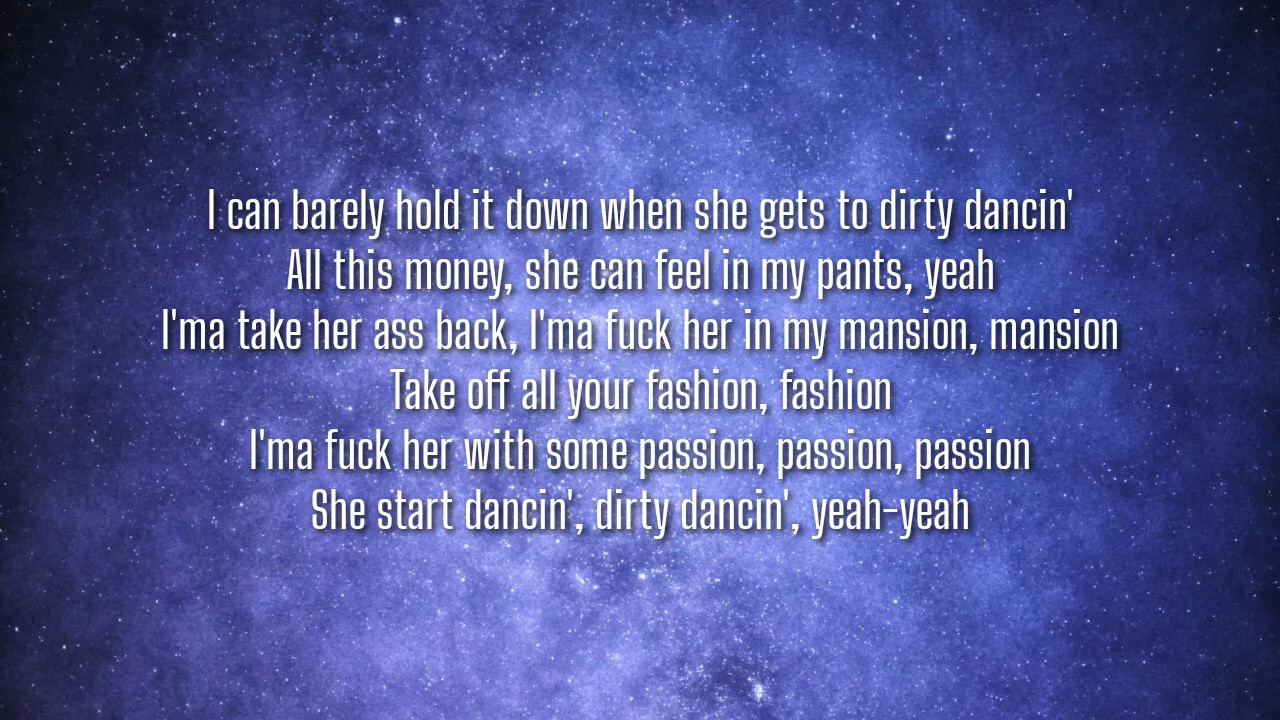 I can barely hold it down when she gets to dirty dancin'
All this money, she can feel in my pants, yeah
I'ma take her ass back, I'ma fuck her in my mansion, mansion
Take off all your fashion, fashion
I'ma fuck her with some passion, passion, passion
She start dancin', dirty dancin', yeah-yeah